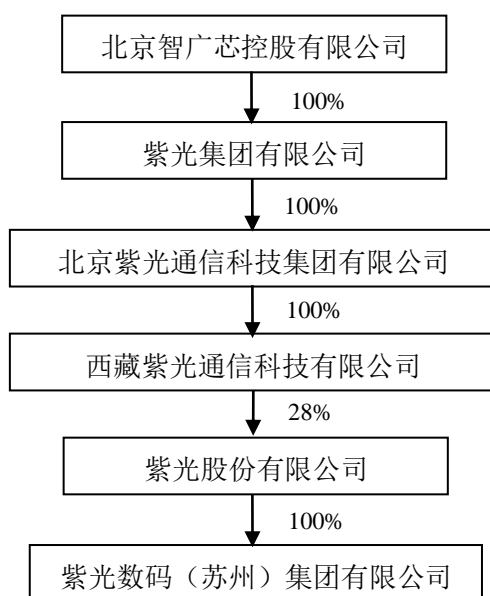 北京智广芯控股有限公司
100%
紫光集团有限公司
100%
北京紫光通信科技集团有限公司
100%
西藏紫光通信科技有限公司
28%
紫光股份有限公司
100%
紫光数码（苏州）集团有限公司